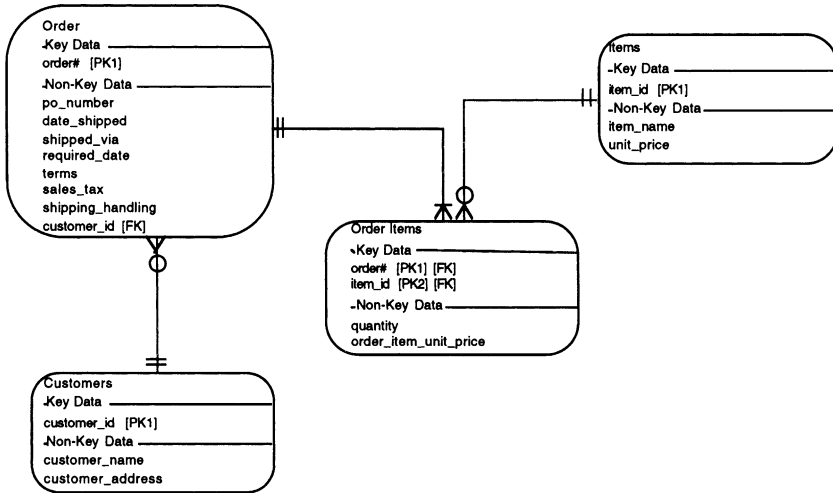 Order
-Key Data
order# [PK1]
-Non-Key Data
po_number
date_shipped
shipped_via
required_date
terms
sales_tax
shipping_handling
customer_id [FK]
Items
-Key Data
item_id [PK1]
-Non-Key Data
item_name
unit_price
Order Items
-Key Data
order# [PK1] [FK]
item_id [PK2] [FK]
-Non-Key Data
quantity
order_item_unit_price
Customers
-Key Data
customer_id [PK1]
-Non-Key Data
customer_name
customer_address